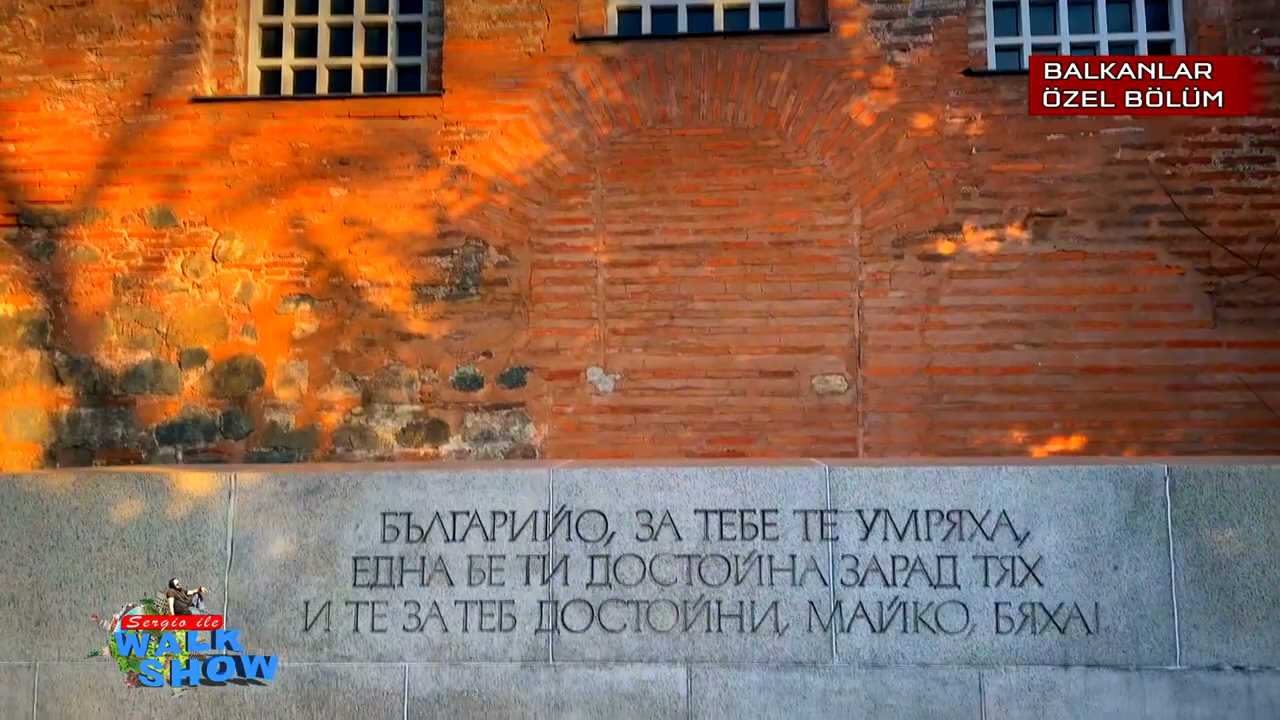 BALKANLAR
ÖZEL BÖLÜM
БЪЛГАРИЙО, ЗА ТЕБЕ ТЕ УМРЯХА,
ЕДНА БЕ ТИ ДОСТОЙНА ЗАРАД ТЯХ
И ТЕ ЗА ТЕБ ДОСТОЙНИ, МАЙКО, БЯХА!
Sergio ile
WALK
SHOW